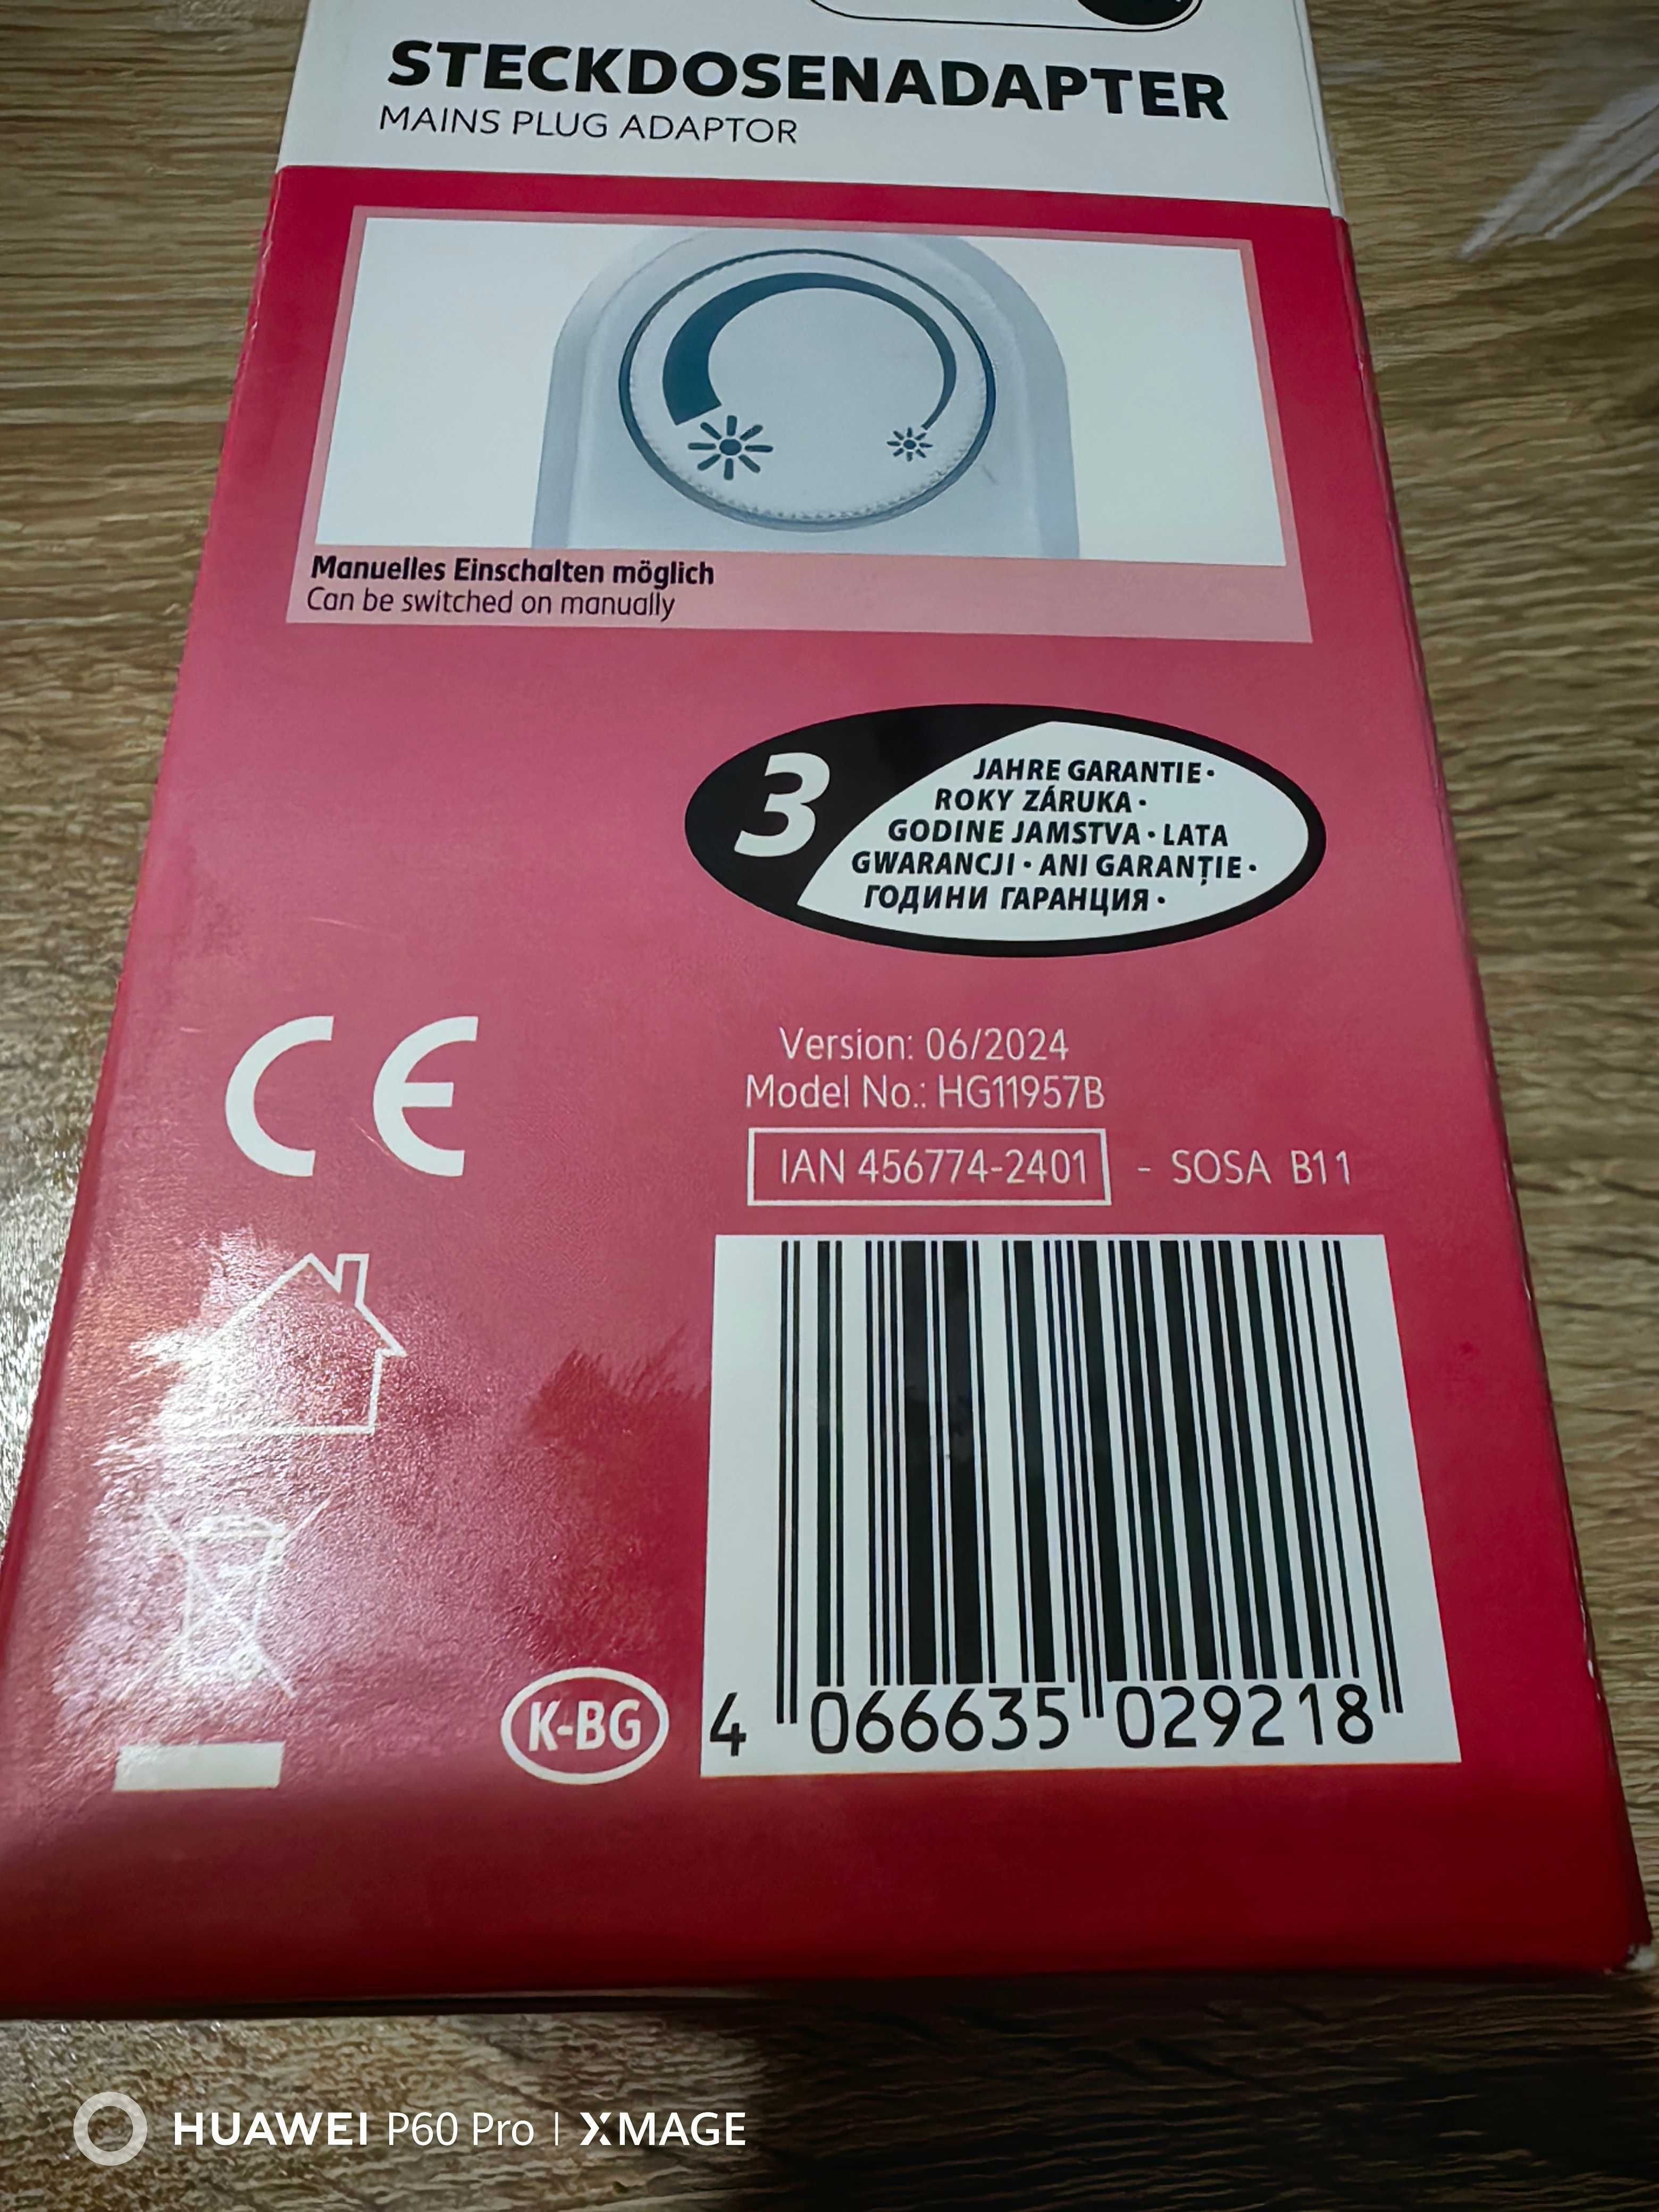 STECKDOSENADAPTER
MAINS PLUG ADAPTOR
Manuelles Einschalten möglich
Can be switched on manually
3
JAHRE GARANTIE·
ROKY ZÁRUKA·
GODINE JAMSTVA · LATA
GWARANCJI · ANI GARANȚIE·
ГОДИНИ ГАРАНЦИЯ·
CE
Version: 06/2024
Model No.: HG11957B
IAN 456774-2401 - SOSA B11
K-BG
4 066635 029218
HUAWEI P60 Pro | XMAGE